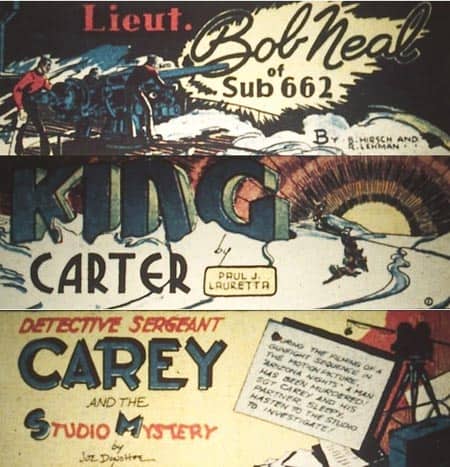 Lieut.
Bob Neal
of
Sub 662
By B. HIRSCH AND
R. LEHMAN
KING
by
CARTER
PAUL J.
LAURETTA
1
DETECTIVE SERGEANT
CAREY
AND THE
STUDIO MYSTERY
by
JOE
DURING THE FILMING OF A
GUNFIGHT SEQUENCE IN
THE MOTION PICTURE,
"ARIZONA NIGHTS" A MAN
HAS BEEN MURDERED!
SGT CAREY AND HIS
PARTNER, SLEEPY,
HASTEN TO THE STUDIO
TO INVESTIGATE